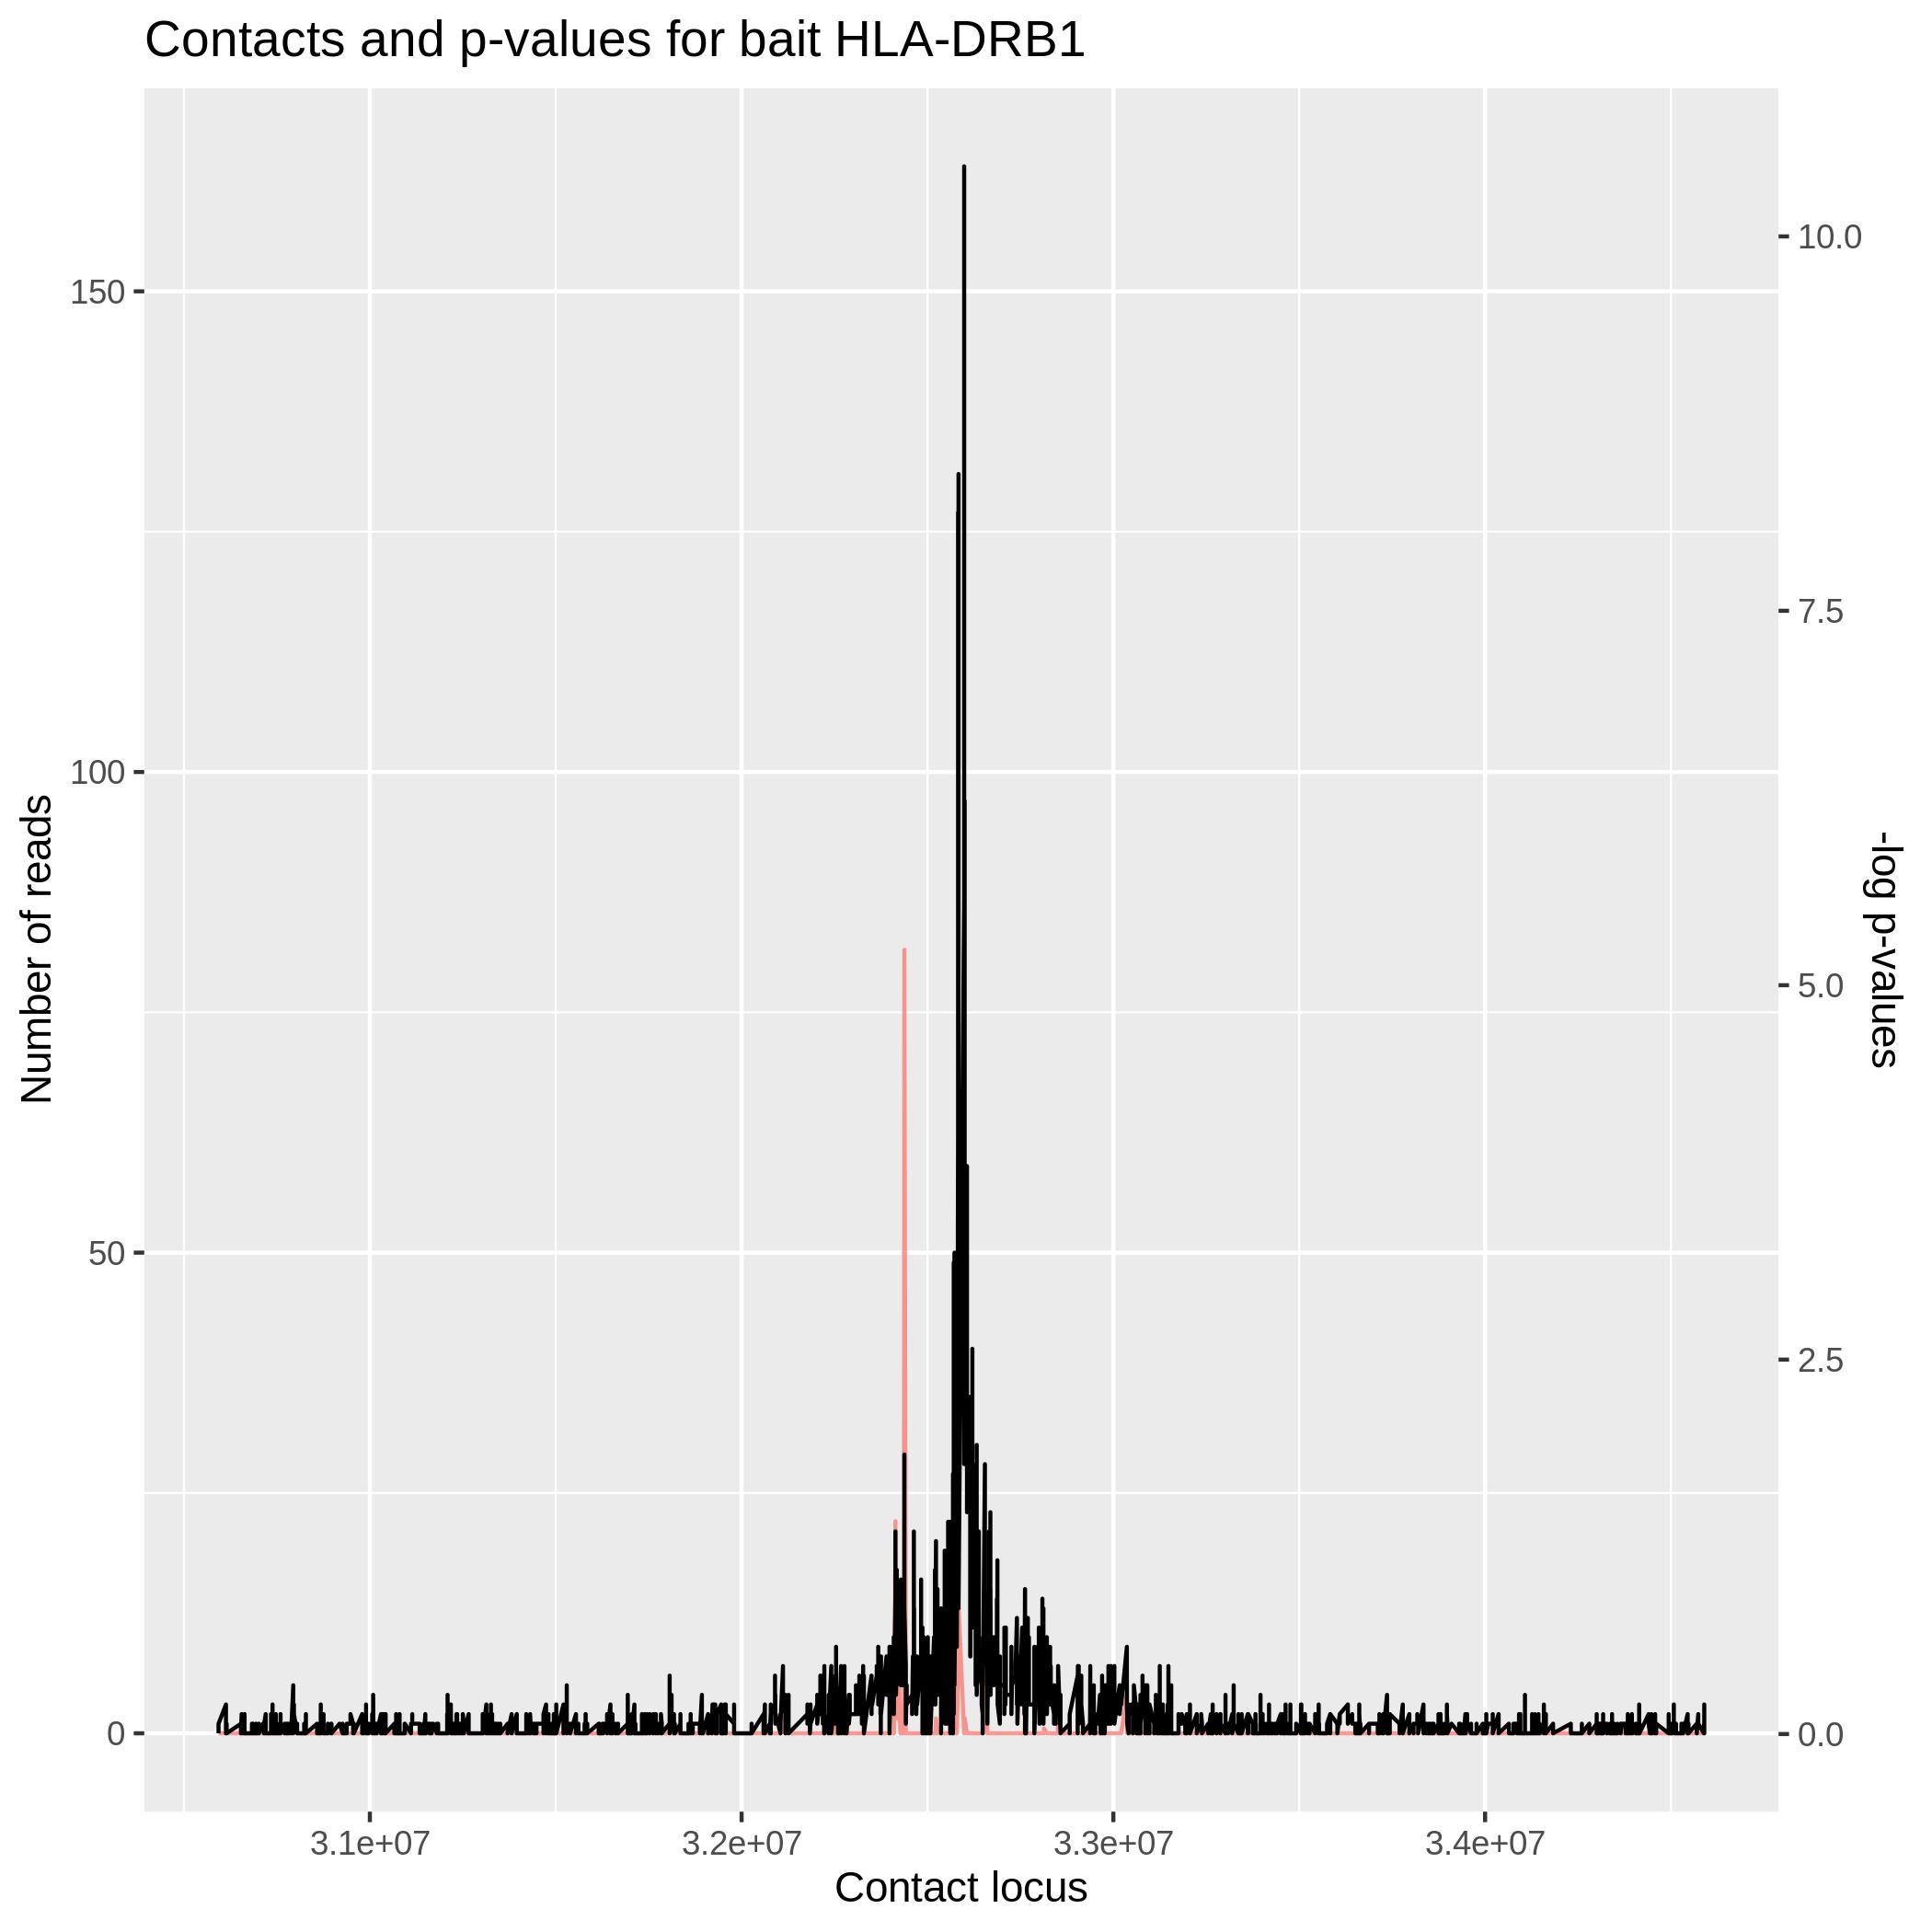 Contacts and p-values for bait HLA-DRB1
150
100
50
0
Number of reads
10.0
7.5
5.0
2.5
0.0
-log p-values
3.1e+07
3.2e+07
3.3e+07
3.4e+07
Contact locus